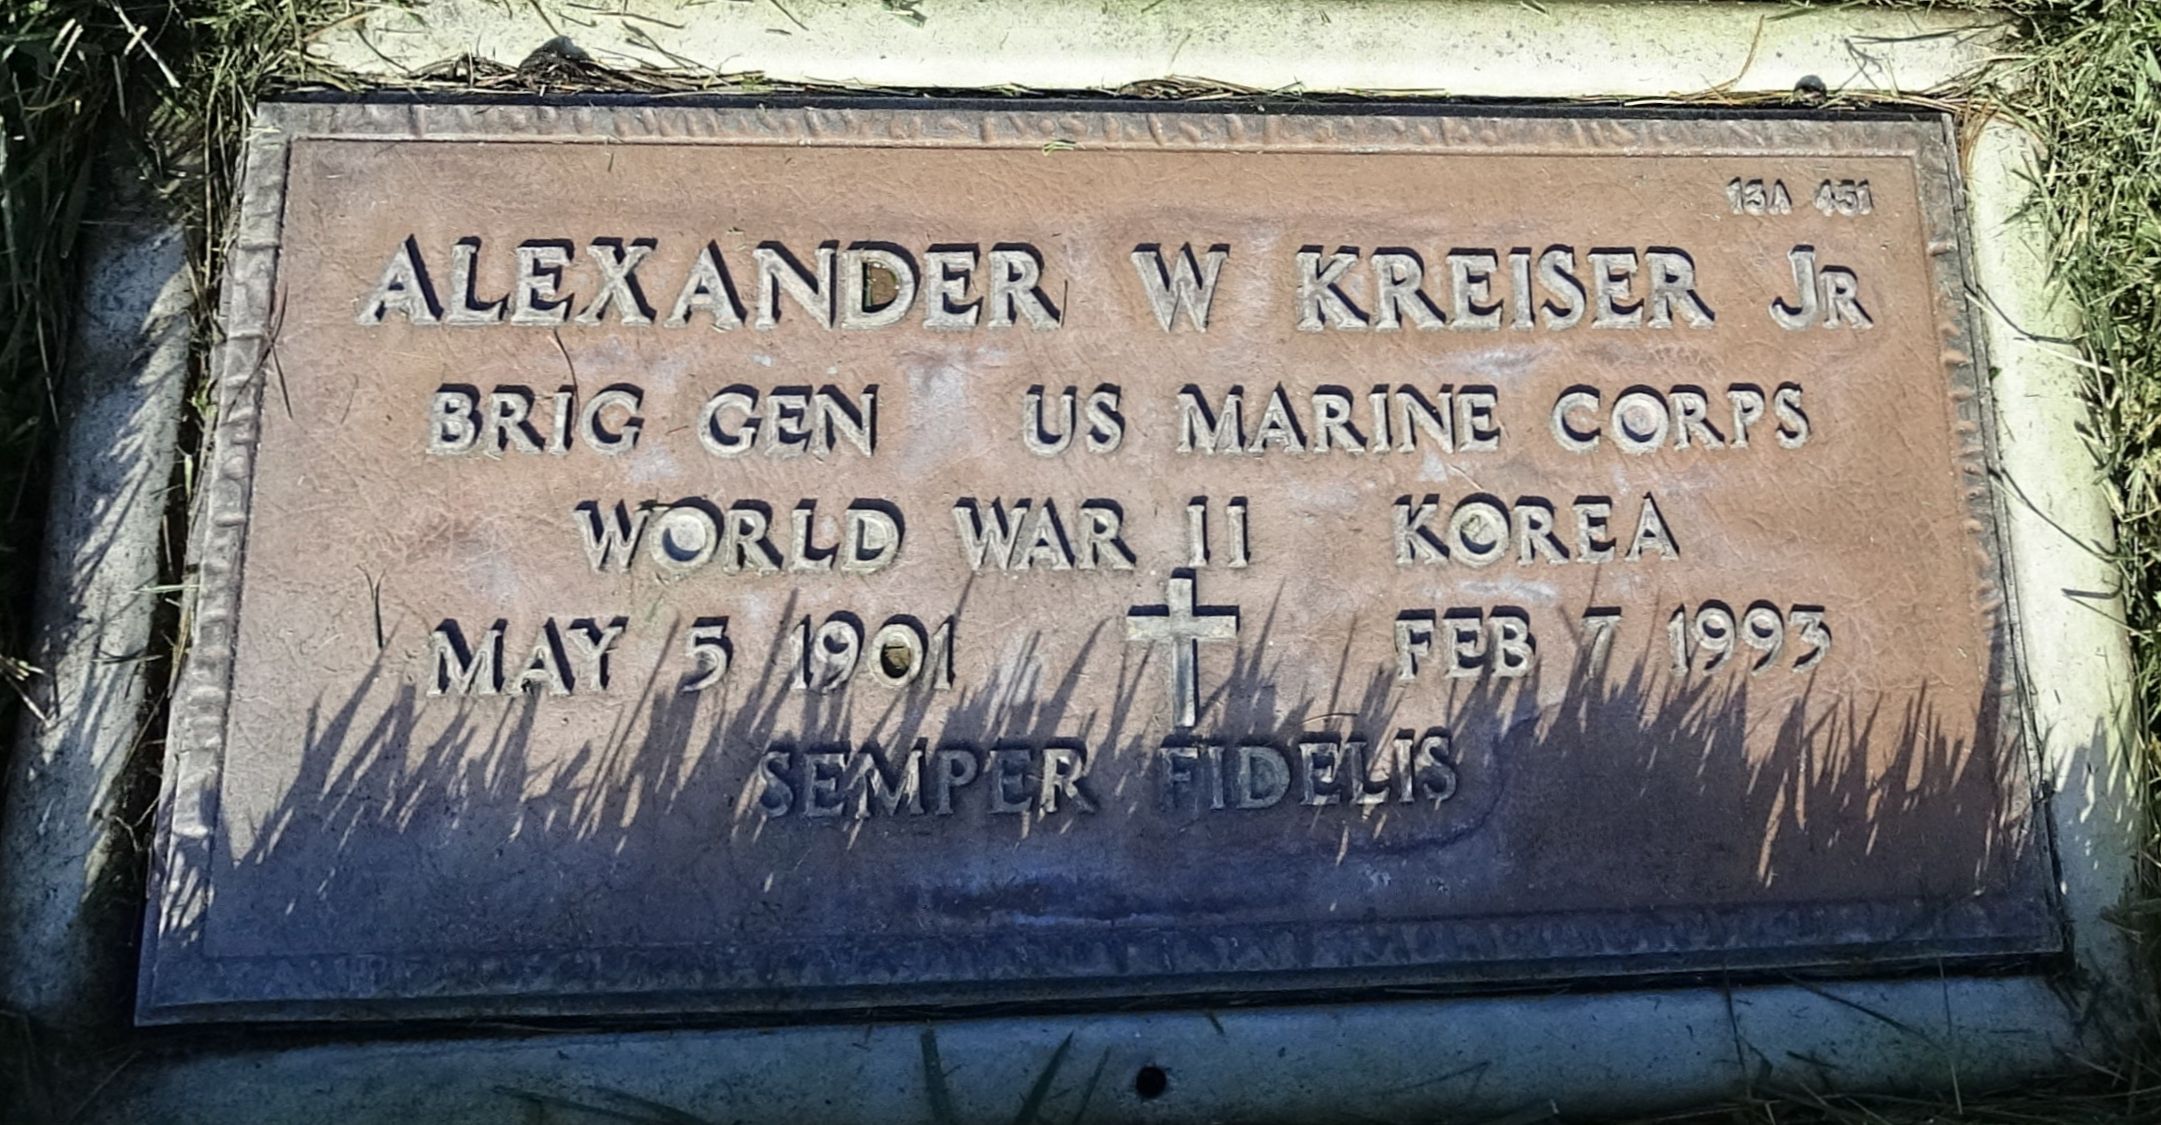 13A 451
ALEXANDER W KREISER JR
BRIG GEN US MARINE CORPS
WORLD WAR II KOREA
MAY 5 1901 FEB 7 1993
SEMPER FIDELIS